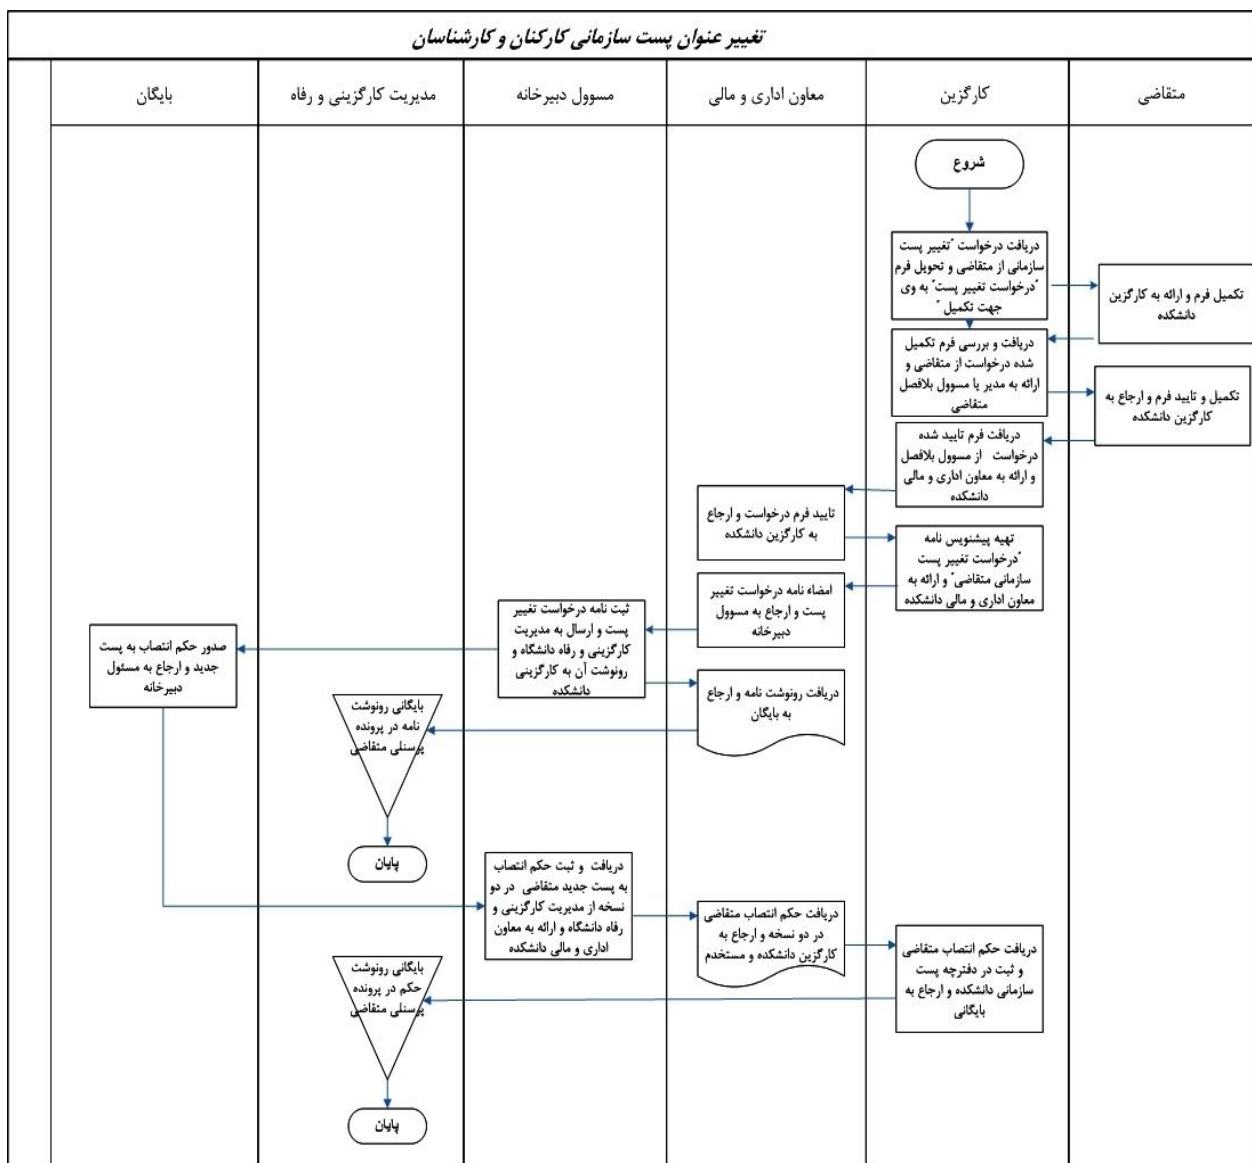 تغییر عنوان پست سازمانی کارکنان و کارشناسان
متقاضی
کارگزین
معاون اداری و مالی
مسوول دبیرخانه
مدیریت کارگزینی و رفاه
بایگان
شروع
دریافت درخواست "تغییر پست
سازمانی از متقاضی و تحویل فرم
"درخواست تغییر پست" به وی
جهت تکمیل "
تکمیل فرم و ارائه به کارگزین
دانشکده
دریافت و بررسی فرم تکمیل
شده درخواست از متقاضی و
ارائه به مدیر یا مسوول بلافصل
متقاضی
تکمیل و تایید فرم و ارجاع به
کارگزین دانشکده
دریافت فرم تایید شده
درخواست از مسوول بلافصل
و ارائه به معاون اداری و مالی
دانشکده
تایید فرم درخواست و ارجاع
به کارگزین دانشکده
تهیه پیشنویس نامه
"درخواست تغییر پست
سازمانی متقاضی" و ارائه به
معاون اداری و مالی دانشکده
امضاء نامه درخواست تغییر
پست و ارجاع به مسوول
دبیرخانه
ثبت نامه درخواست تغییر
پست و ارسال به مدیریت
کارگزینی و رفاه دانشگاه و
رونوشت آن به کارگزینی
دانشکده
صدور حکم انتصاب به پست
جدید و ارجاع به مسئول
دبیرخانه
دریافت رونوشت نامه و ارجاع
به بایگان
بایگانی رونوشت
نامه در پرونده
پرسنلی متقاضی
پایان
دریافت و ثبت حکم انتصاب
به پست جدید متقاضی در دو
نسخه از مدیریت کارگزینی و
رفاه دانشگاه و ارائه به معاون
اداری و مالی دانشکده
دریافت حکم انتصاب متقاضی
در دو نسخه و ارجاع به
کارگزین دانشکده و مستخدم
دریافت حکم انتصاب متقاضی
و ثبت در دفترچه پست
سازمانی دانشکده و ارجاع به
بایگانی
بایگانی رونوشت
حکم در پرونده
پرسنلی متقاضی
پایان